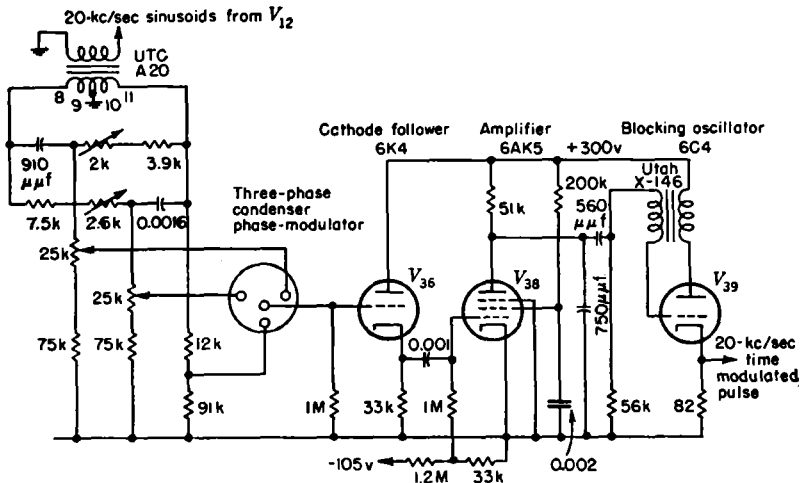 20-kc/sec sinusoids from V12
UTC
A20
8
9
10
11
910
μμf
2k
3.9k
7.5k
2.6k
0.0016
25k
25k
75k
75k
12k
91k
Three-phase
condenser
phase-modulator
Cathode follower
6K4
Amplifier
6AK5
+300v
Blocking oscillator
6C4
Utah
X-146
51k
200k
560
μμf
750μμf
V36
V38
V39
0.001
1M
33k
1M
56k
82
20-kc/sec
time
modulated,
pulse
-105v
1.2M
33k
0.002